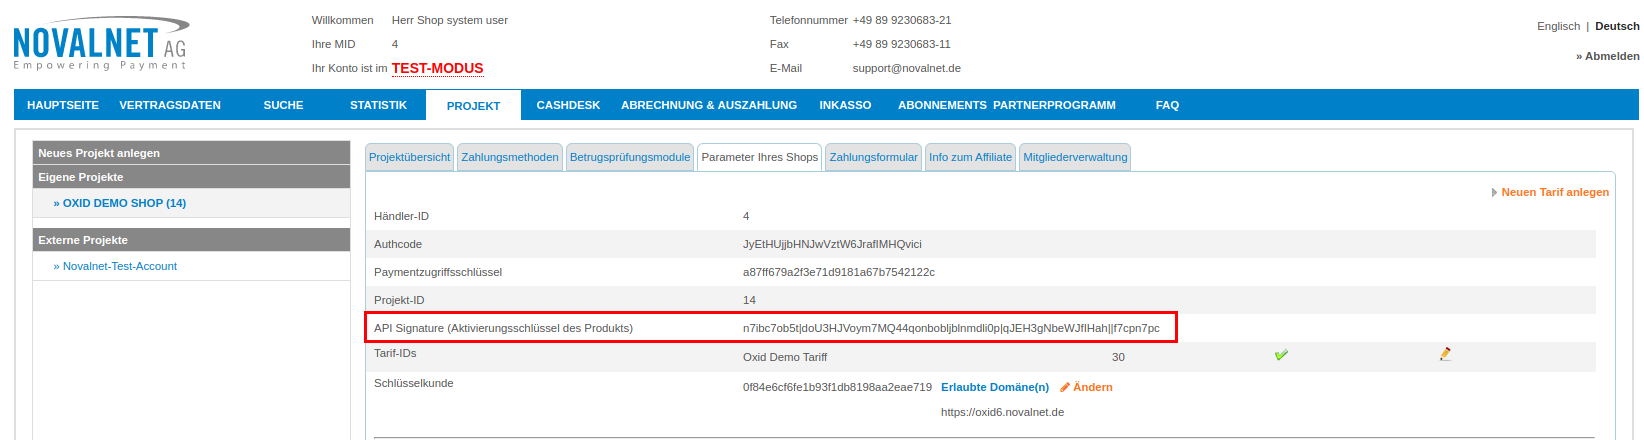 NOVALNET AG
Empowering Payment
Willkommen Herr Shop system user
Ihre MID 4
Ihr Konto ist im TEST-MODUS
Telefonnummer +49 89 9230683-21
Fax +49 89 9230683-11
E-Mail support@novalnet.de
Englisch | Deutsch
» Abmelden
HAUPTSEITE VERTRAGSDATEN SUCHE STATISTIK PROJEKT CASHDESK ABRECHNUNG & AUSZAHLUNG INKASSO ABONNEMENTS PARTNERPROGRAMM FAQ
Neues Projekt anlegen
Eigene Projekte
» OXID DEMO SHOP (14)
Externe Projekte
» Novalnet-Test-Account
Projektübersicht Zahlungsmethoden Betrugsprüfungsmodule Parameter Ihres Shops Zahlungsformular Info zum Affiliate Mitgliederverwaltung
Neuen Tarif anlegen
Händler-ID 4
Authcode JyEtHUjjbHNJwVztW6JrafIMHQvici
Paymentzugriffsschlüssel a87ff679a2f3e71d9181a67b7542122c
Projekt-ID 14
API Signature (Aktivierungsschlüssel des Produkts) n7ibc7ob5t|doU3HJVoym7MQ44qonbobljblnmdli0p|qJEH3gNbeWJfIHah||f7cpn7pc
Tarif-IDs Oxid Demo Tariff 30
Schlüsselkunde 0f84e6cf6fe1b93f1db8198aa2eae719 Erlaubte Domäne(n) Ändern
https://oxid6.novalnet.de